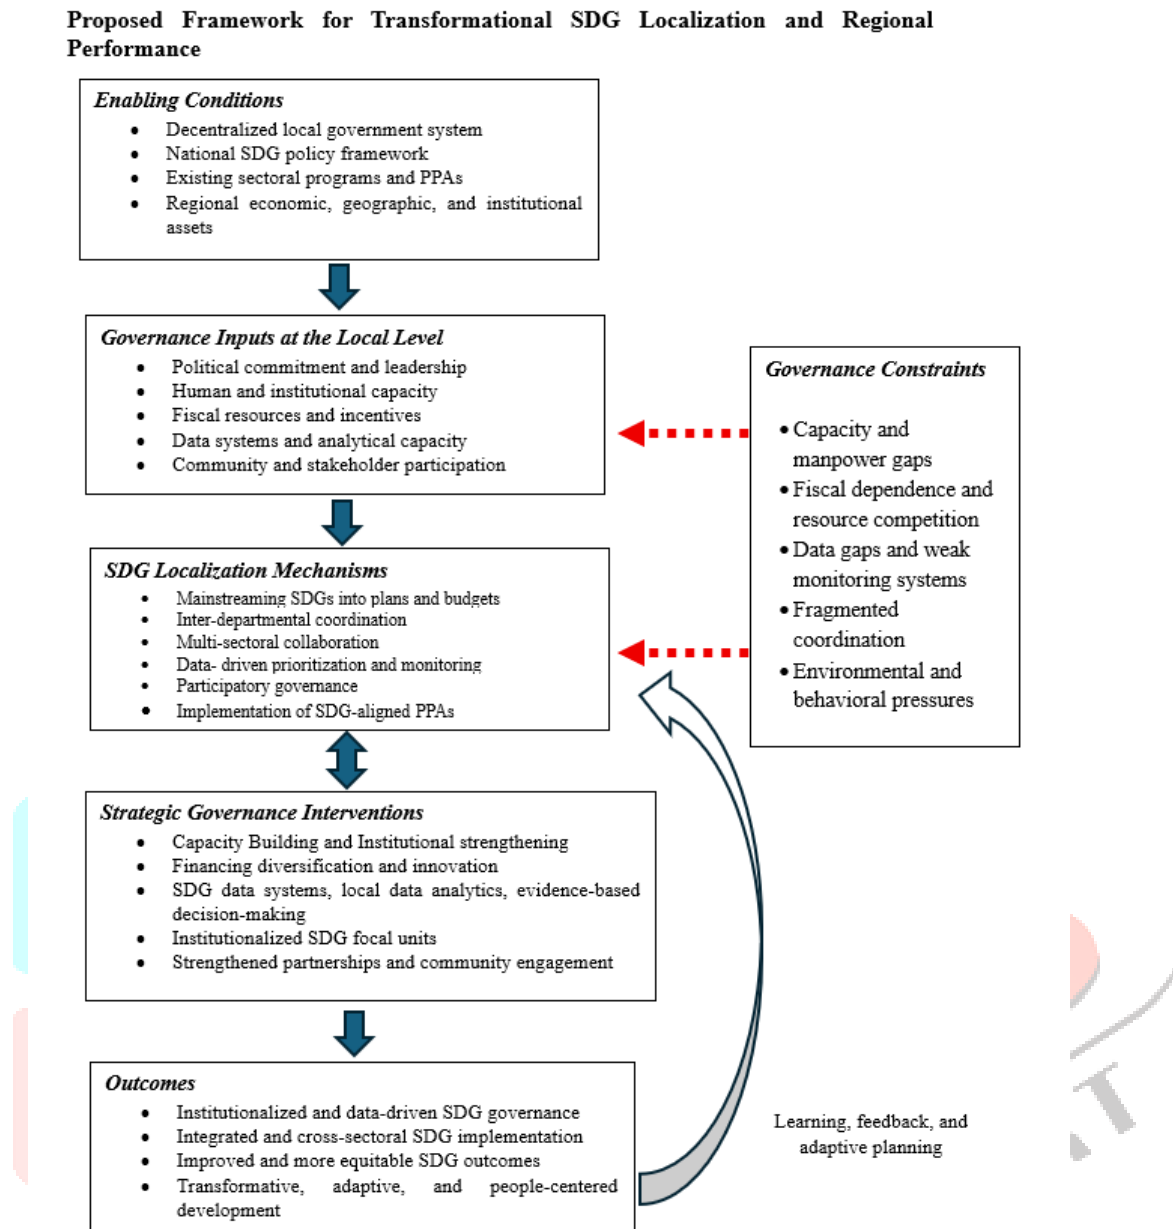 Proposed Framework for Transformational SDG Localization and Regional
Performance
Enabling Conditions
• Decentralized local government system
• National SDG policy framework
• Existing sectoral programs and PPAs
• Regional economic, geographic, and institutional
assets
Governance Inputs at the Local Level
• Political commitment and leadership
• Human and institutional capacity
• Fiscal resources and incentives
• Data systems and analytical capacity
• Community and stakeholder participation
Governance Constraints
• Capacity and
manpower gaps
• Fiscal dependence and
resource competition
• Data gaps and weak
monitoring systems
• Fragmented
coordination
• Environmental and
behavioral pressures
SDG Localization Mechanisms
• Mainstreaming SDGs into plans and budgets
• Inter-departmental coordination
• Multi-sectoral collaboration
• Data- driven prioritization and monitoring
• Participatory governance
• Implementation of SDG-aligned PPAs
Strategic Governance Interventions
• Capacity Building and Institutional strengthening
• Financing diversification and innovation
• SDG data systems, local data analytics, evidence-based
decision-making
• Institutionalized SDG focal units
• Strengthened partnerships and community engagement
Outcomes
• Institutionalized and data-driven SDG governance
• Integrated and cross-sectoral SDG implementation
• Improved and more equitable SDG outcomes
• Transformative, adaptive, and people-centered
development
Learning, feedback, and
adaptive planning